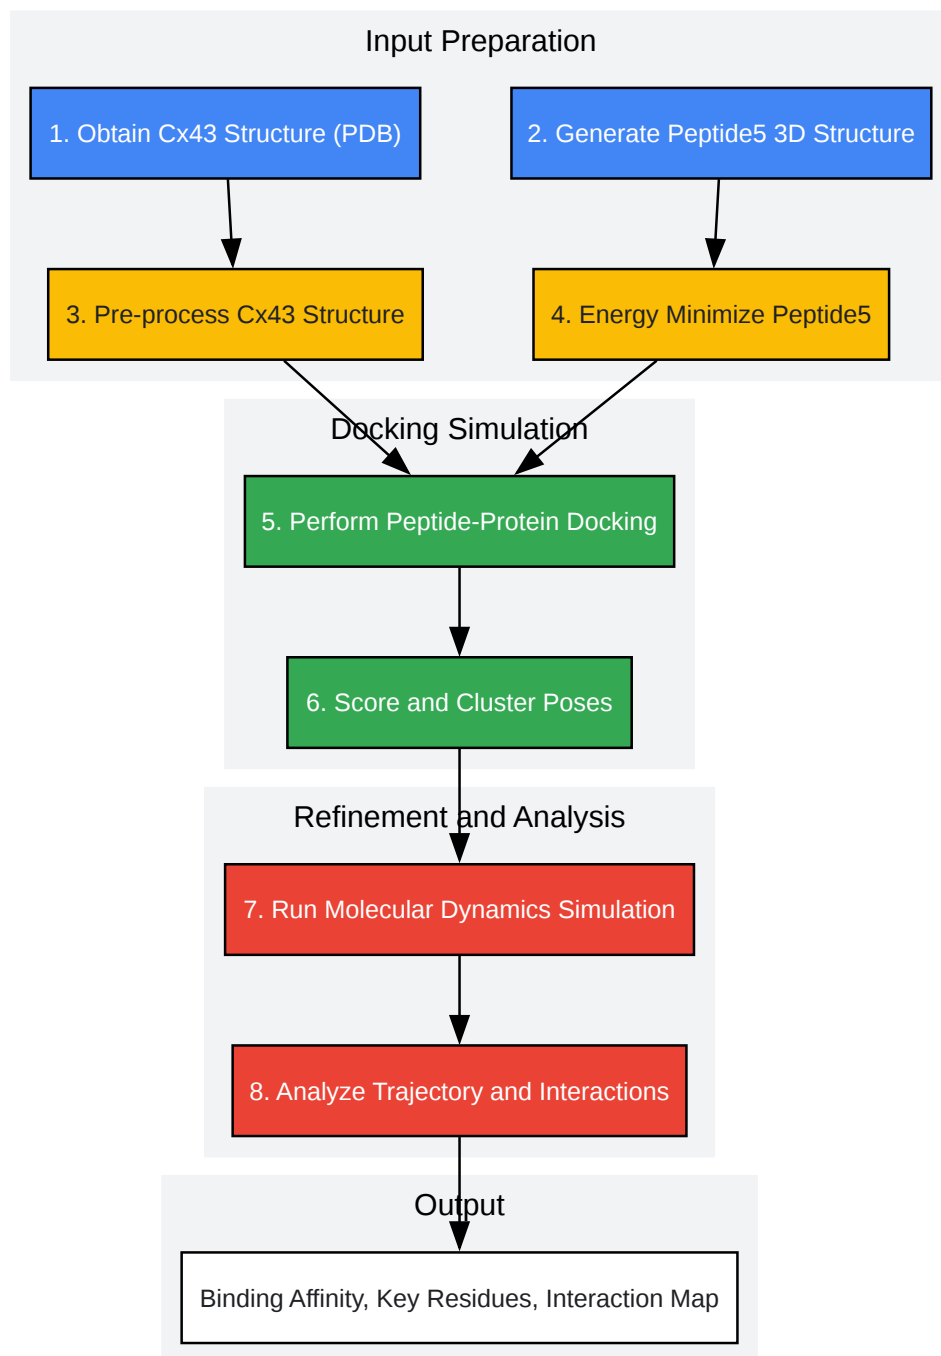 Input Preparation
1. Obtain Cx43 Structure (PDB)
2. Generate Peptide5 3D Structure
3. Pre-process Cx43 Structure
4. Energy Minimize Peptide5
Docking Simulation
5. Perform Peptide-Protein Docking
6. Score and Cluster Poses
Refinement and Analysis
7. Run Molecular Dynamics Simulation
8. Analyze Trajectory and Interactions
Output
Binding Affinity, Key Residues, Interaction Map